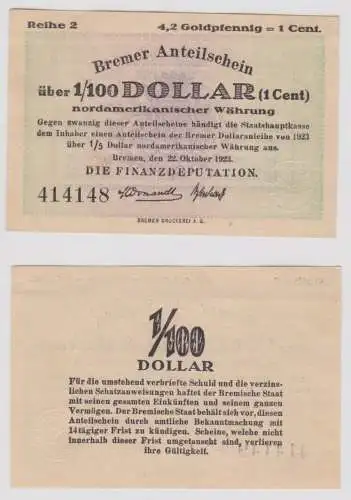 Reihe 2 4,2 Goldpfennig = 1 Cent.
Bremer Anteilschein
über 1/100 DOLLAR (1 Cent)
nordamerikanischer Währung
Gegen zwanzig dieser Anteilscheine händigt die Staatshauptkasse
dem Inhaber einen Anteilschein der Bremer Dollaranleihe von 1923
über 1/5 Dollar nordamerikanischer Währung aus.
Bremen, den 22. Oktober 1923.
DIE FINANZDEPUTATION.
414148
BREMER DRUCKEREI A. G.
1/100
DOLLAR
Für die umstehend verbriefte Schuld und die verzins-
lichen Schatzanweisungen haftet der Bremische Staat
mit seinen gesamten Einkünften und seinem ganzen
Vermögen. Der Bremische Staat behält sich vor, diesen
Anteilschein durch amtliche Bekanntmachung mit
14tägiger Frist zu kündigen. Scheine, welche nicht
innerhalb dieser Frist umgetauscht sind, verlieren
ihre Gültigkeit.